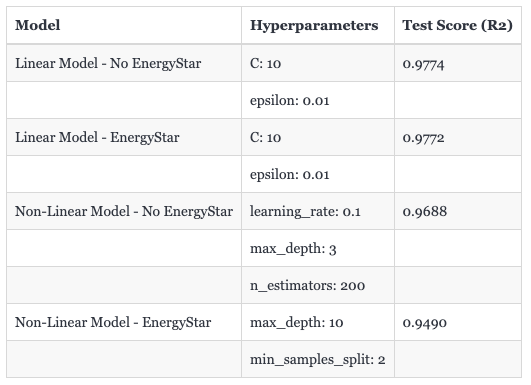 Model Hyperparameters Test Score (R2)
Linear Model - No EnergyStar C: 10 0.9774
epsilon: 0.01
Linear Model - EnergyStar C: 10 0.9772
epsilon: 0.01
Non-Linear Model - No EnergyStar learning_rate: 0.1 0.9688
max_depth: 3
n_estimators: 200
Non-Linear Model - EnergyStar max_depth: 10 0.9490
min_samples_split: 2